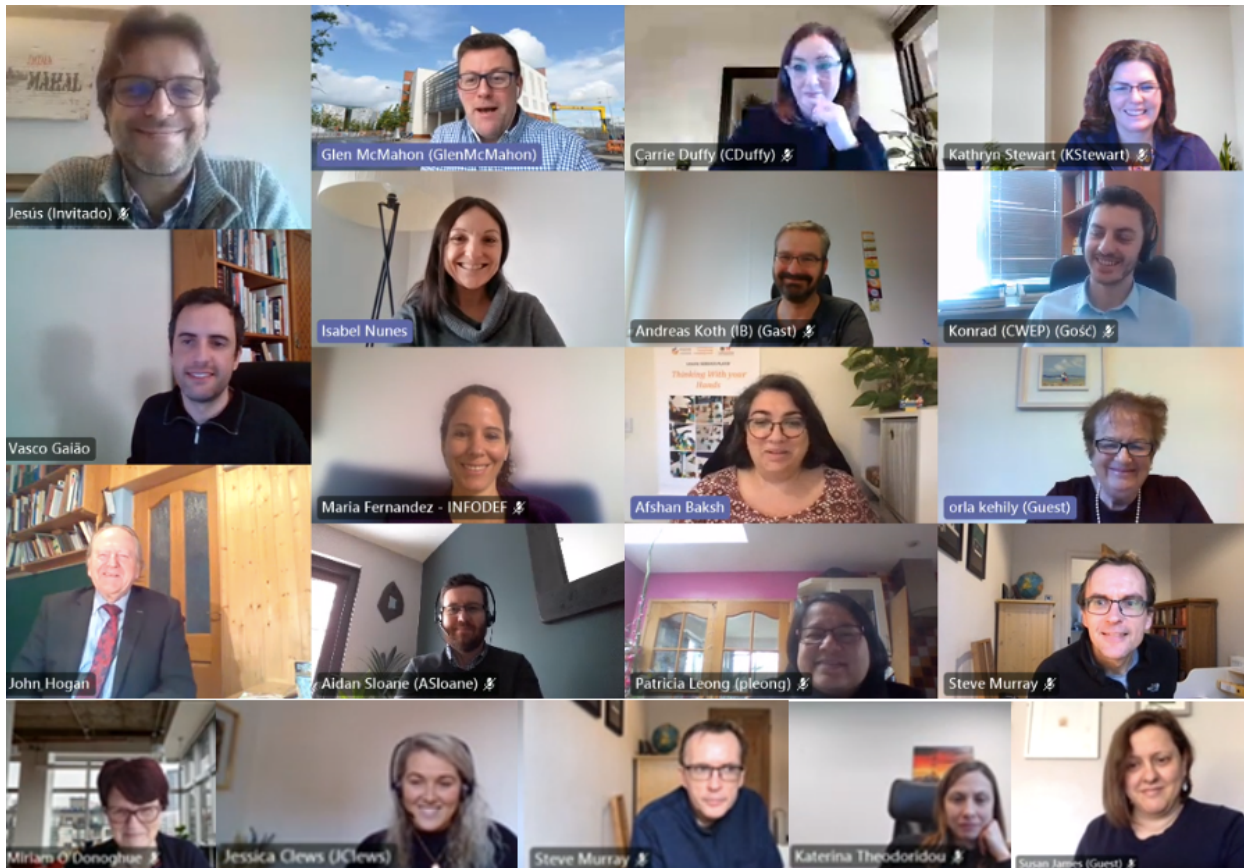 MAHAL
Jesús (Invitado)
Glen McMahon (GlenMcMahon)
Carrie Duffy (CDuffy)
Kathryn Stewart (KStewart)
Vasco Gaião
Isabel Nunes
Andreas Koth (IB) (Gast)
Konrad (CWEP) (Gość)
Maria Fernandez - INFODEF
Thinking With your
Hands
Afshan Baksh
orla kehily (Guest)
John Hogan
Aidan Sloane (ASloane)
Patricia Leong (pleong)
Steve Murray
Miriam O'Donoghue
Jessica Clews (JClews)
Steve Murray
Katerina Theodoridou
Susan James (Guest)